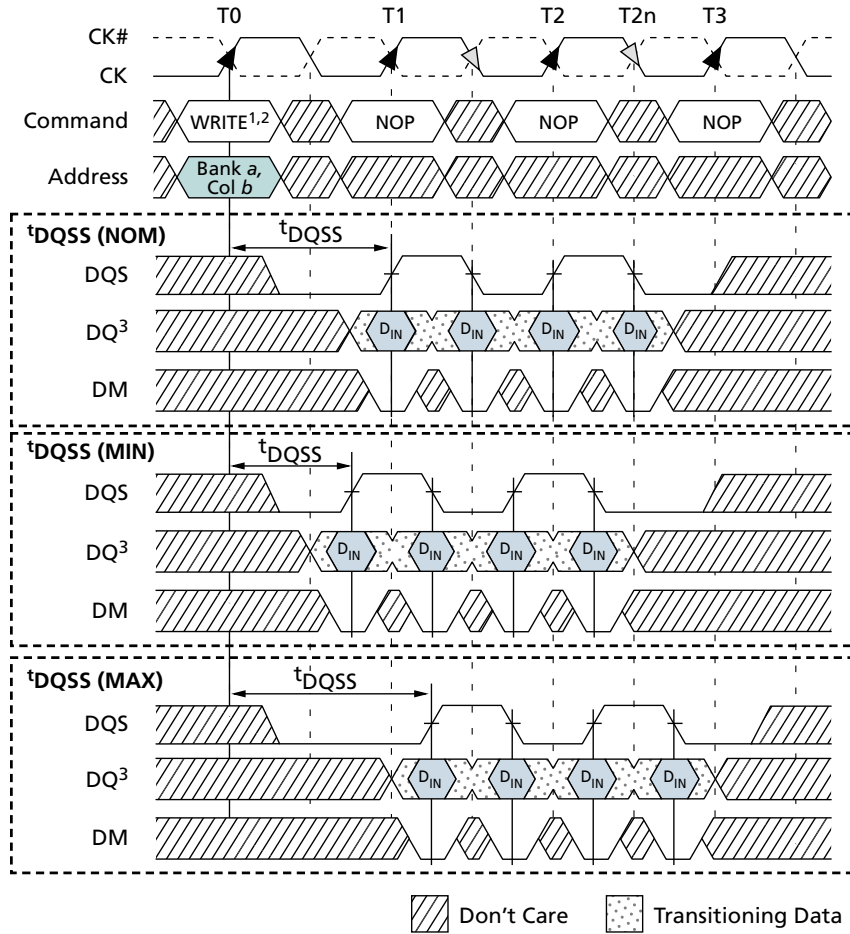 T0 T1 T2 T2n T3
CK#
CK
Command WRITE1,2 NOP NOP NOP
Address Bank a,
Col b
tDQSS (NOM) tDQSS
DQS
DQ3 DIN DIN DIN DIN
DM
tDQSS (MIN) tDQSS
DQS
DQ3 DIN DIN DIN DIN
DM
tDQSS (MAX) tDQSS
DQS
DQ3 DIN DIN DIN DIN
DM
Don't Care Transitioning Data